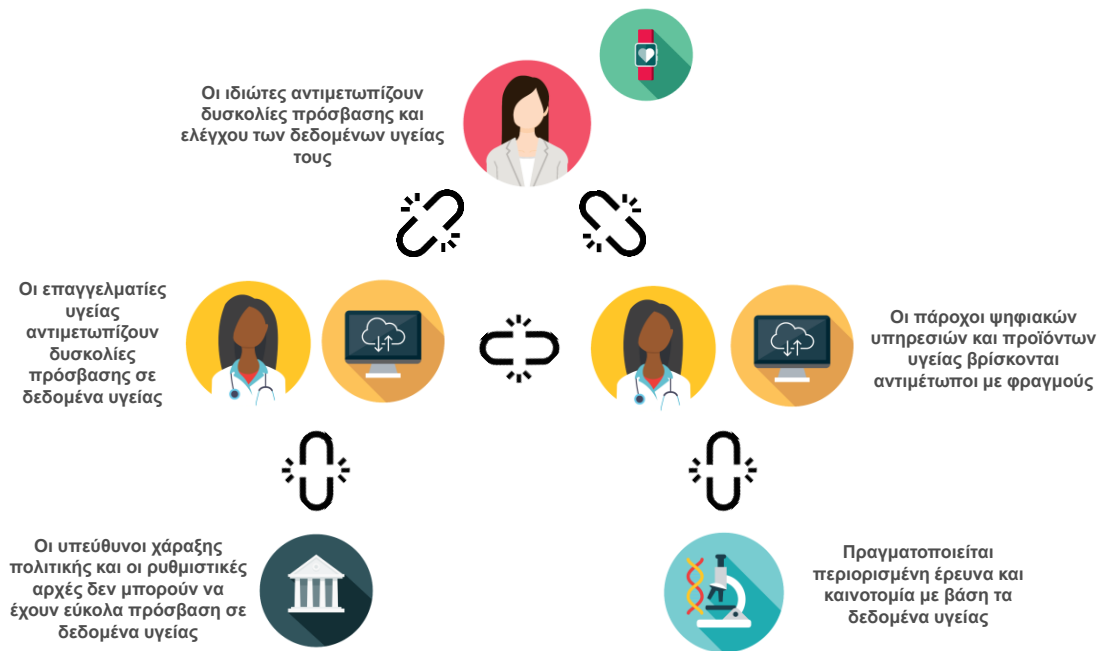 Οι ιδιώτες αντιμετωπίζουν
δυσκολίες πρόσβασης και
ελέγχου των δεδομένων υγείας
τους
Οι επαγγελματίες
υγείας
αντιμετωπίζουν
δυσκολίες
πρόσβασης σε
δεδομένα υγείας
Οι πάροχοι ψηφιακών
υπηρεσιών και προϊόντων
υγείας βρίσκονται
αντιμέτωποι με φραγμούς
Οι υπεύθυνοι χάραξης
πολιτικής και οι ρυθμιστικές
αρχές δεν μπορούν να
έχουν εύκολα πρόσβαση σε
δεδομένα υγείας
Πραγματοποιείται
περιορισμένη έρευνα και
καινοτομία με βάση τα
δεδομένα υγείας